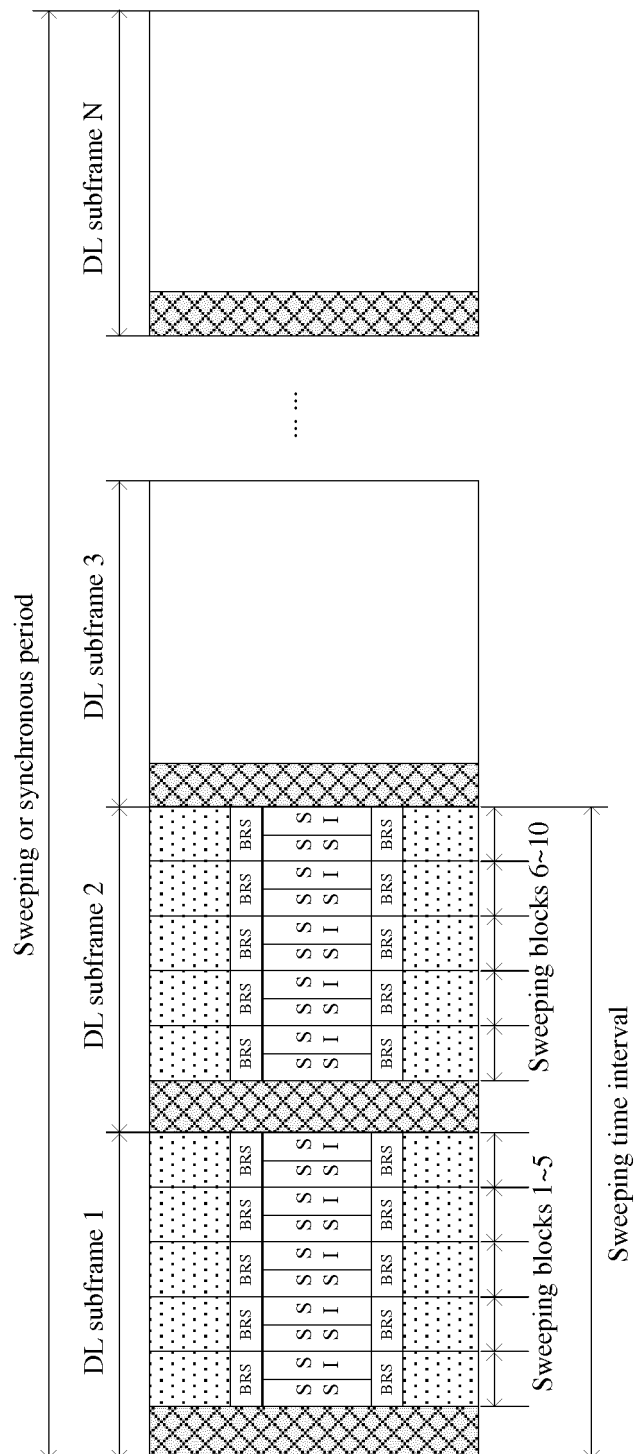 Sweeping or synchronous period
DL subframe 1 DL subframe 2 DL subframe 3 DL subframe N
BRS BRS BRS BRS BRS BRS BRS BRS BRS BRS
S S S S S S S S S S S S S S S S S S S S
S I S I S I S I S I S I S I S I S I S I
…...
BRS BRS BRS BRS BRS BRS BRS BRS BRS BRS
Sweeping blocks 1~5 Sweeping blocks 6~10
Sweeping time interval